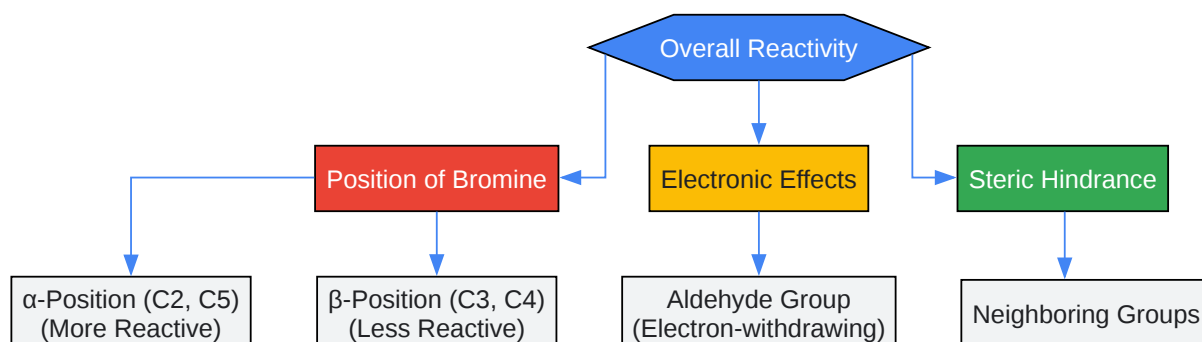 Overall Reactivity
Position of Bromine
Electronic Effects
Steric Hindrance
α-Position (C2, C5)
(More Reactive)
β-Position (C3, C4)
(Less Reactive)
Aldehyde Group
(Electron-withdrawing)
Neighboring Groups